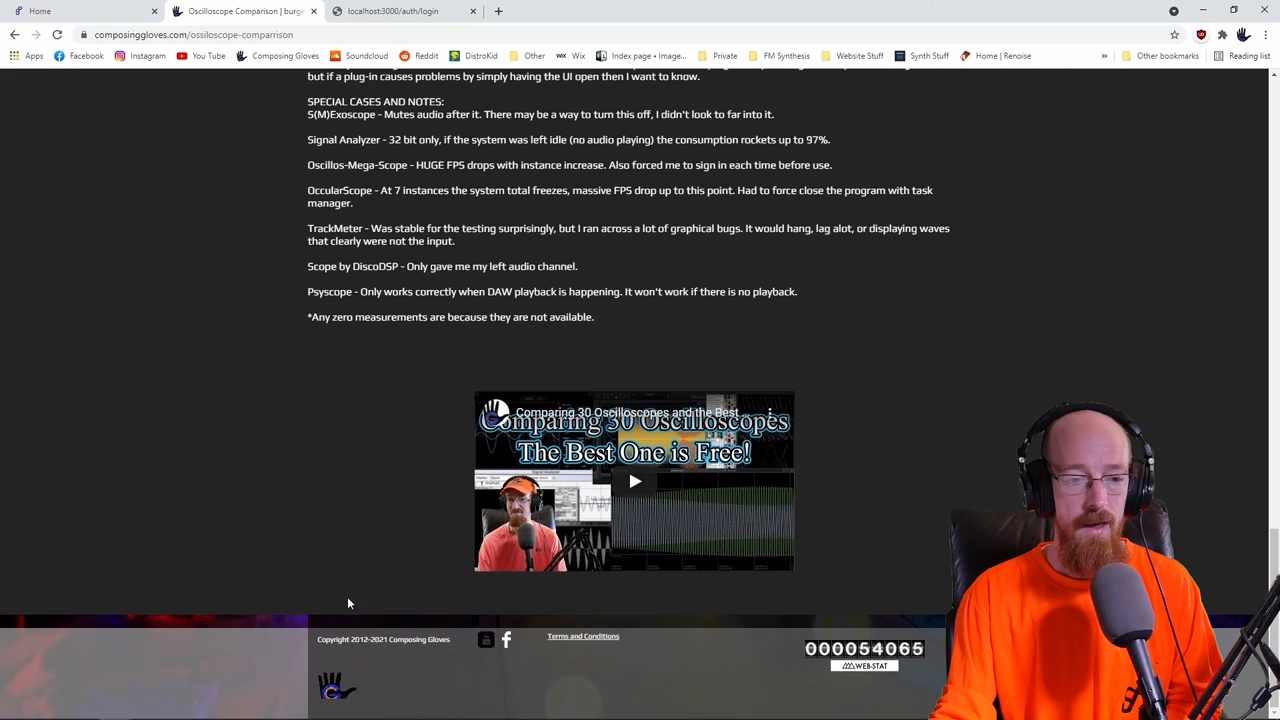 Home
Oscilloscope Comparison | burge
localhost:3000/auth/login
composinggloves.com/ossiloscope-comparrison
Apps Facebook Instagram You Tube Composing Gloves Soundcloud Reddit DistroKid Other Wix Index page • Image... Private FM Synthesis Website Stuff Synth Stuff Home | Renoise » Other bookmarks Reading list
but if a plug-in causes problems by simply having the UI open then I want to know.
SPECIAL CASES AND NOTES:
S(M)Exoscope - Mutes audio after it. There may be a way to turn this off, I didn't look to far into it.
Signal Analyzer - 32 bit only, if the system was left idle (no audio playing) the consumption rockets up to 97%.
Oscillos-Mega-Scope - HUGE FPS drops with instance increase. Also forced me to sign in each time before use.
OccularScope - At 7 instances the system total freezes, massive FPS drop up to this point. Had to force close the program with task
manager.
TrackMeter - Was stable for the testing surprisingly, but I ran across a lot of graphical bugs. It would hang, lag alot, or displaying waves
that clearly were not the input.
Scope by DiscoDSP - Only gave me my left audio channel.
Psyscope - Only works correctly when DAW playback is happening. It won't work if there is no playback.
*Any zero measurements are because they are not available.
Comparing 30 Oscilloscopes and the Best ...
Comparing 30 Oscilloscopes
The Best One is Free!
Signal Analyzer
Copyright 2012-2021 Composing Gloves
Terms and Conditions
000054065
WEB-STAT
G